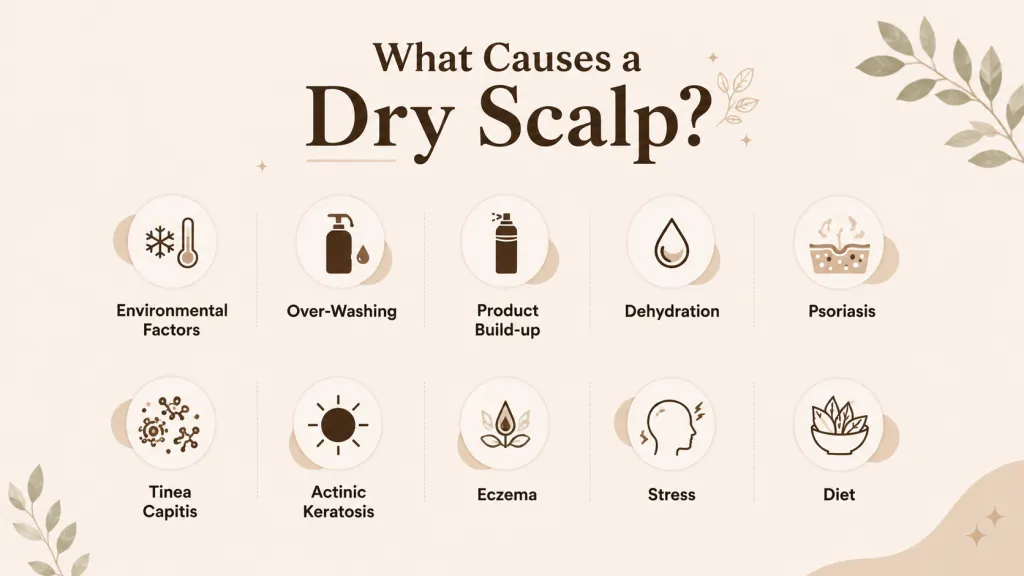 What Causes a
Dry Scalp?
Environmental
Factors
Over-Washing
Product
Build-up
Dehydration
Psoriasis
Tinea
Capitis
Actinic
Keratosis
Eczema
Stress
Diet